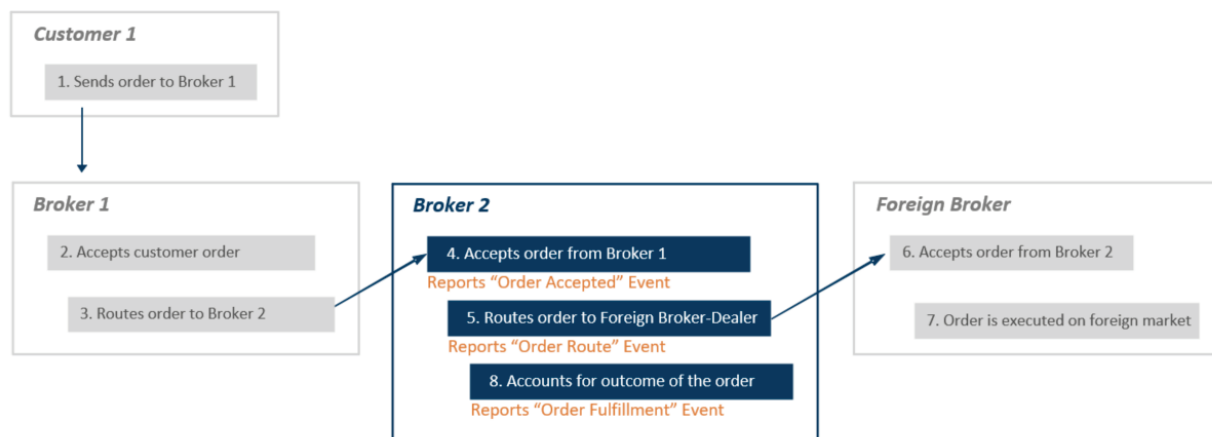 Customer 1
1. Sends order to Broker 1
Broker 1
2. Accepts customer order
3. Routes order to Broker 2
Broker 2
4. Accepts order from Broker 1
Reports “Order Accepted” Event
5. Routes order to Foreign Broker-Dealer
Reports “Order Route” Event
8. Accounts for outcome of the order
Reports “Order Fulfillment” Event
Foreign Broker
6. Accepts order from Broker 2
7. Order is executed on foreign market